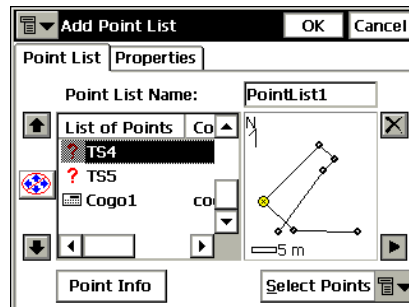 Add Point List OK Cancel
Point List Properties
Point List Name: PointList1
List of Points Co
TS4
TS5
Cogo1 co
N
5 m
Point Info Select Points